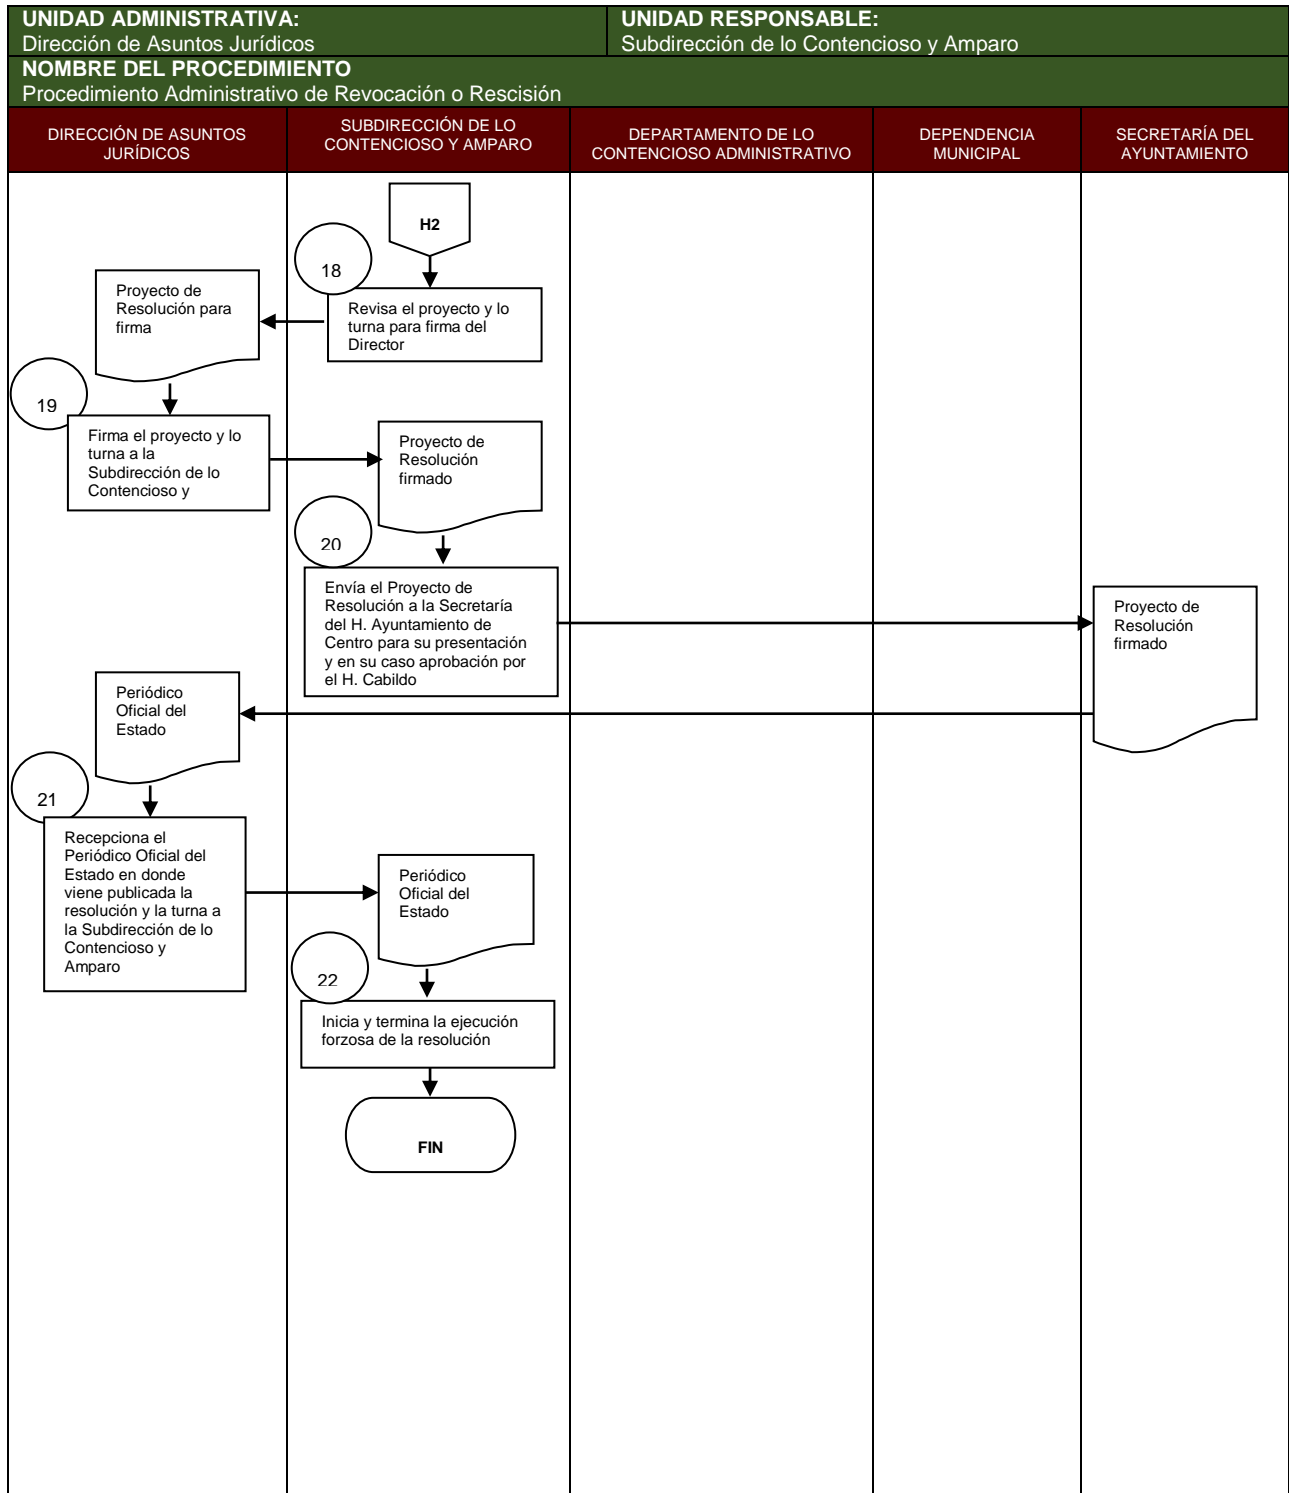 UNIDAD ADMINISTRATIVA:
Dirección de Asuntos Jurídicos
UNIDAD RESPONSABLE:
Subdirección de lo Contencioso y Amparo
NOMBRE DEL PROCEDIMIENTO
Procedimiento Administrativo de Revocación o Rescisión
DIRECCIÓN DE ASUNTOS
JURÍDICOS
SUBDIRECCIÓN DE LO
CONTENCIOSO Y AMPARO
DEPARTAMENTO DE LO
CONTENCIOSO ADMINISTRATIVO
DEPENDENCIA
MUNICIPAL
SECRETARÍA DEL
AYUNTAMIENTO
H2
18
Revisa el proyecto y lo
turna para firma del
Director
Proyecto de
Resolución para
firma
19
Firma el proyecto y lo
turna a la
Subdirección de lo
Contencioso y
Proyecto de
Resolución
firmado
20
Envía el Proyecto de
Resolución a la Secretaría
del H. Ayuntamiento de
Centro para su presentación
y en su caso aprobación por
el H. Cabildo
Proyecto de
Resolución
firmado
Periódico
Oficial del
Estado
21
Recepciona el
Periódico Oficial del
Estado en donde
viene publicada la
resolución y la turna a
la Subdirección de lo
Contencioso y
Amparo
Periódico
Oficial del
Estado
22
Inicia y termina la ejecución
forzosa de la resolución
FIN